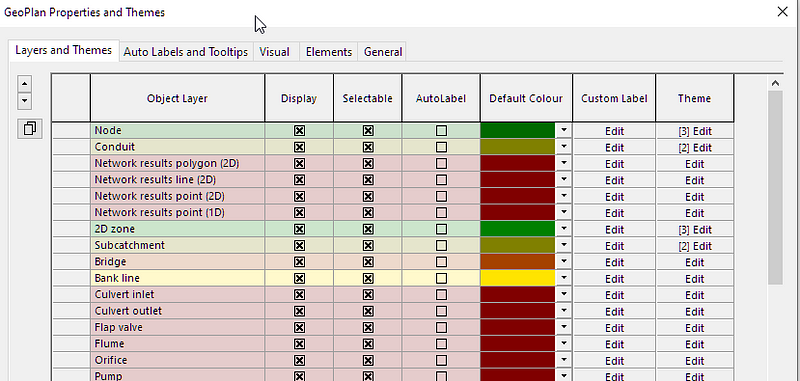 GeoPlan Properties and Themes
Layers and Themes Auto Labels and Tooltips Visual Elements General
Object Layer Display Selectable AutoLabel Default Colour Custom Label Theme
Node Edit [3] Edit
Conduit Edit [2] Edit
Network results polygon (2D) Edit Edit
Network results line (2D) Edit Edit
Network results point (2D) Edit Edit
Network results point (1D) Edit Edit
2D zone Edit [3] Edit
Subcatchment Edit [2] Edit
Bridge Edit Edit
Bank line Edit Edit
Culvert inlet Edit Edit
Culvert outlet Edit Edit
Flap valve Edit Edit
Flume Edit Edit
Orifice Edit Edit
Pump Edit Edit